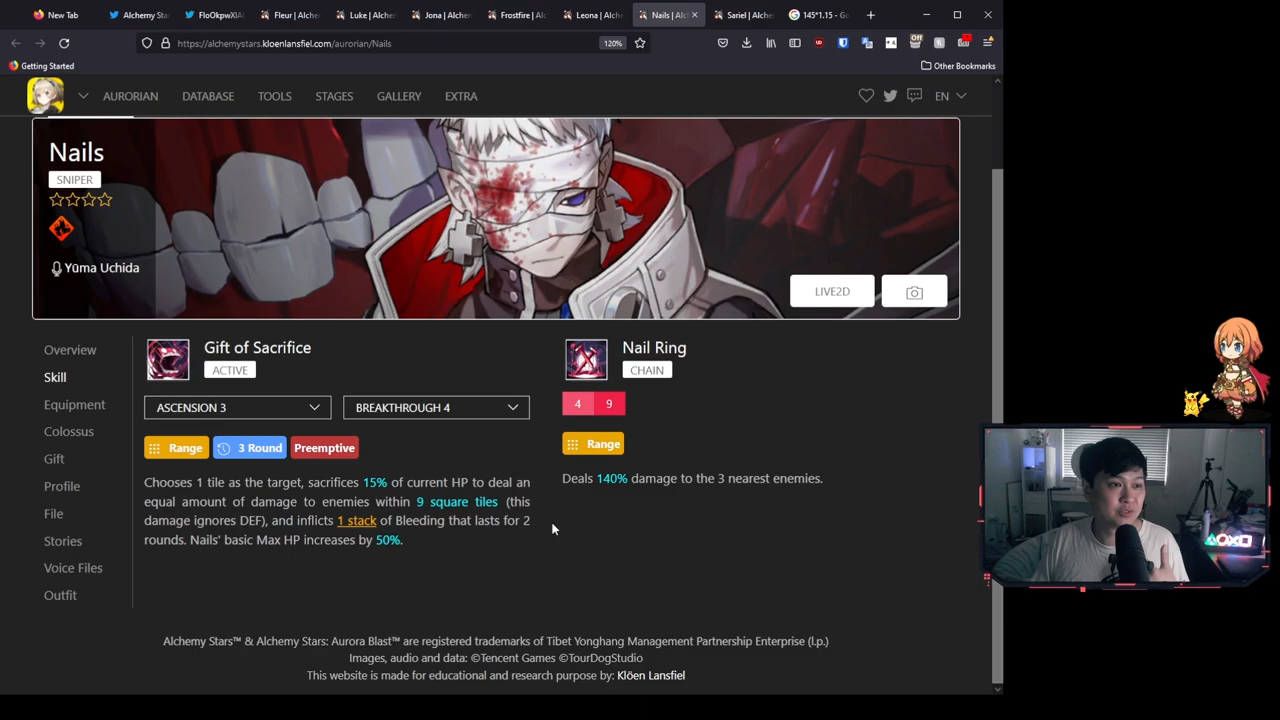 New Tab
Alchemy Sta
FloOkpwXIA
Fleur | Alche
Luke | Alchem
Jona | Alchem
Frostfire | Alc
Leona | Alche
Nails | Alc
Sariel | Alchem
145*1.15 - Go
https://alchemystars.kloenlansfiel.com/aurorian/Nails
120%
Off
Getting Started
Other Bookmarks
AURORIAN
DATABASE
TOOLS
STAGES
GALLERY
EXTRA
EN
Nails
SNIPER
Yūma Uchida
LIVE2D
Overview
Skill
Equipment
Colossus
Gift
Profile
File
Stories
Voice Files
Outfit
Gift of Sacrifice
ACTIVE
ASCENSION 3
BREAKTHROUGH 4
Range
3 Round
Preemptive
Chooses 1 tile as the target, sacrifices 15% of current HP to deal an
equal amount of damage to enemies within 9 square tiles (this
damage ignores DEF), and inflicts 1 stack of Bleeding that lasts for 2
rounds. Nails' basic Max HP increases by 50%.
Nail Ring
CHAIN
4 9
Range
Deals 140% damage to the 3 nearest enemies.
Alchemy Stars™ & Alchemy Stars: Aurora Blast™ are registered trademarks of Tibet Yonghang Management Partnership Enterprise (l.p.)
Images, audio and data: ©Tencent Games ©TourDogStudio
This website is made for educational and research purpose by: Klöen Lansfiel